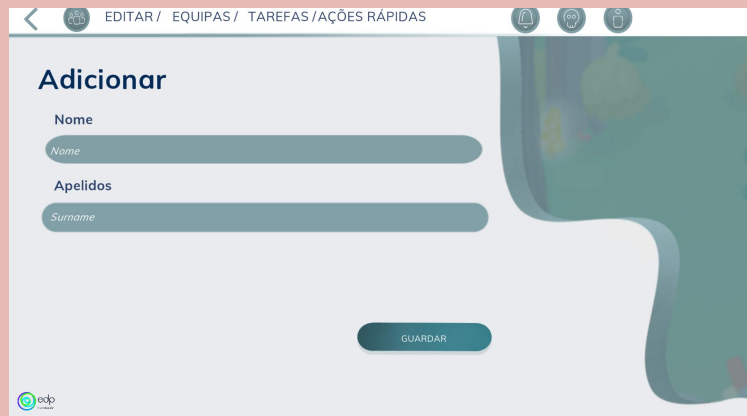 EDITAR / EQUIPAS / TAREFAS /AÇÕES RÁPIDAS
Adicionar
Nome
Nome
Apelidos
Surname
GUARDAR
edp